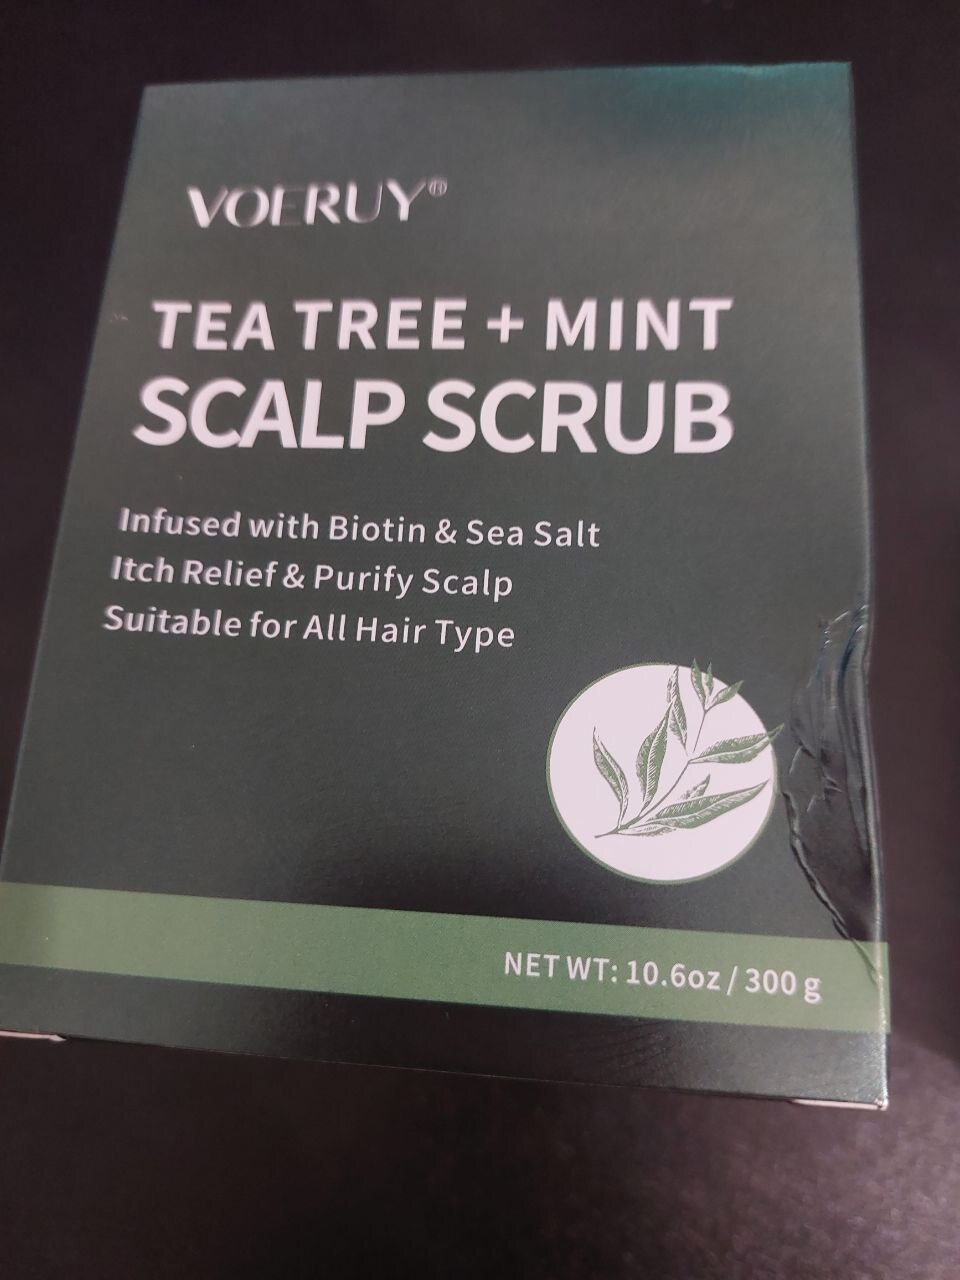 VOERUY®
TEA TREE + MINT
SCALP SCRUB
Infused with Biotin & Sea Salt
Itch Relief & Purify Scalp
Suitable for All Hair Type
NET WT: 10.6oz / 300 g